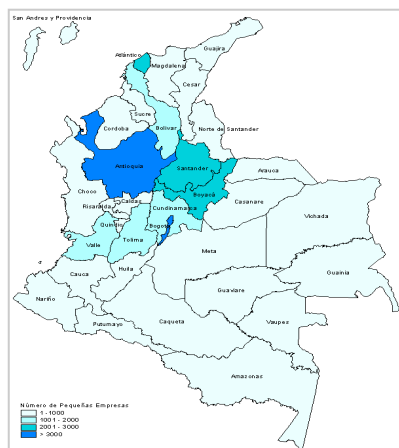 San Andres y Providencia
Guajira
Atlántico
Magdalena
Cesar
Sucre
Cordoba
Bolivar
Norte de Santander
Antioquia
Santander
Arauca
Boyacá
Choco
Caldas
Risaralda
Casanare
Cundinamarca
Vichada
Quindio
Bogota
Valle
Tolima
Meta
Guainia
Huila
Cauca
Guaviare
Nariño
Vaupes
Putumayo
Caqueta
Amazonas
Número de Pequeñas Empresas
1 - 1000
1001 - 2000
2001 - 3000
> 3000